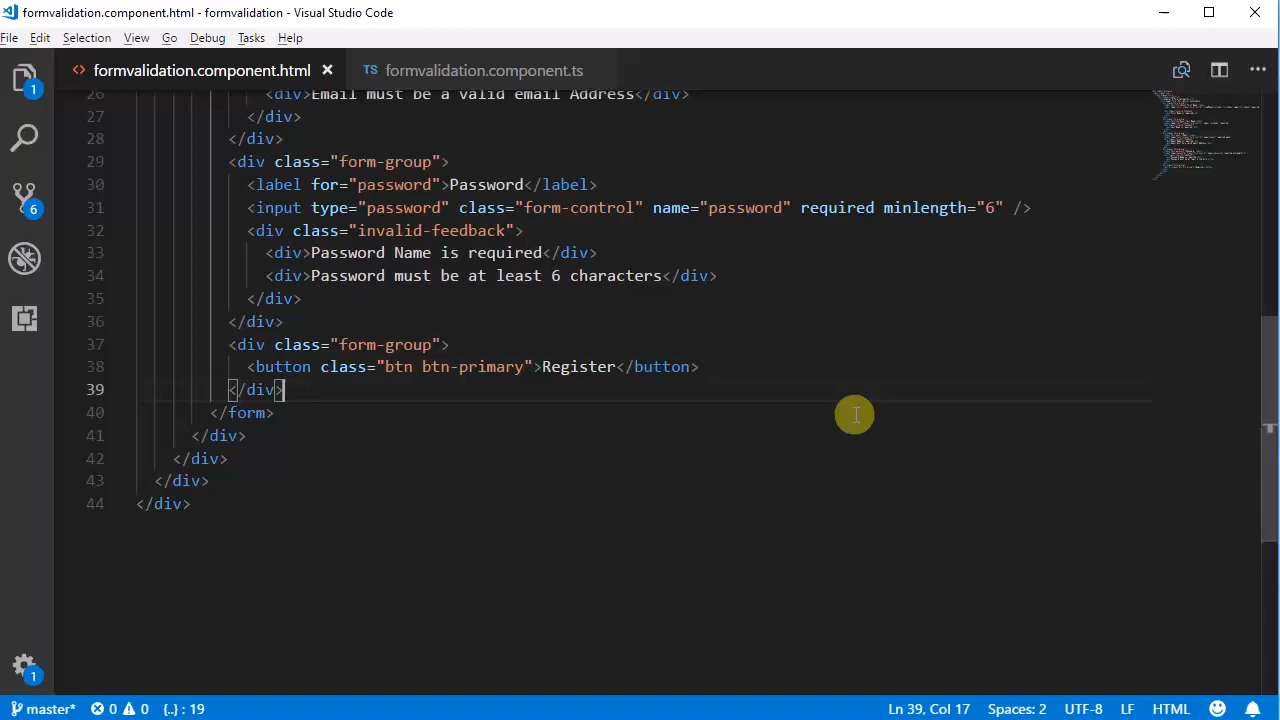 formvalidation.component.html - formvalidation - Visual Studio Code
File Edit Selection View Go Debug Tasks Help
1 <> formvalidation.component.html × TS formvalidation.component.ts ···
26 <div>Email must be a valid email Address</div>
27 </div>
28 </div>
29 <div class="form-group">
30 <label for="password">Password</label>
31 <input type="password" class="form-control" name="password" required minlength="6" />
32 <div class="invalid-feedback">
33 <div>Password Name is required</div>
34 <div>Password must be at least 6 characters</div>
35 </div>
36 </div>
37 <div class="form-group">
38 <button class="btn btn-primary">Register</button>
39 </div>
40 </form>
41 </div>
42 </div>
43 </div>
44 </div>
6
1
master* 0 0 {..} : 19 Ln 39, Col 17 Spaces: 2 UTF-8 LF HTML